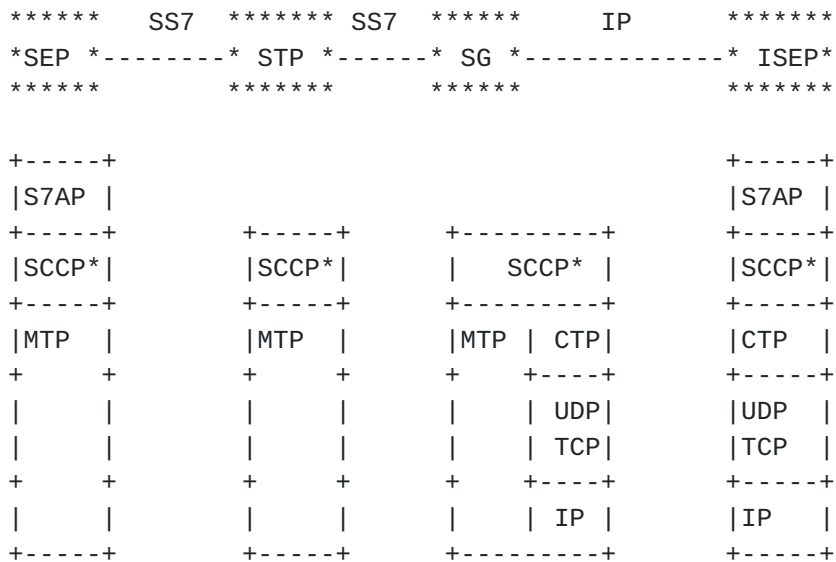 ******   SS7  ******* SS7  ******     IP      *******
*SEP *--------* STP *------* SG *-------------* ISEP*
******        *******      ******             *******

+-----+                                       +-----+
|S7AP |                                       |S7AP |
+-----+        +-----+      +---------+       +-----+
|SCCP*|        |SCCP*|      |   SCCP* |       |SCCP*|
+-----+        +-----+      +---------+       +-----+
|MTP  |        |MTP  |      |MTP | CTP|       |CTP  |
+     +        +     +      +    +----+       +-----+
|     |        |     |      |    | UDP|       |UDP  |
|     |        |     |      |    | TCP|       |TCP  |
+     +        +     +      +    +----+       +-----+
|     |        |     |      |    | IP |       |IP   |
+-----+        +-----+      +---------+       +-----+